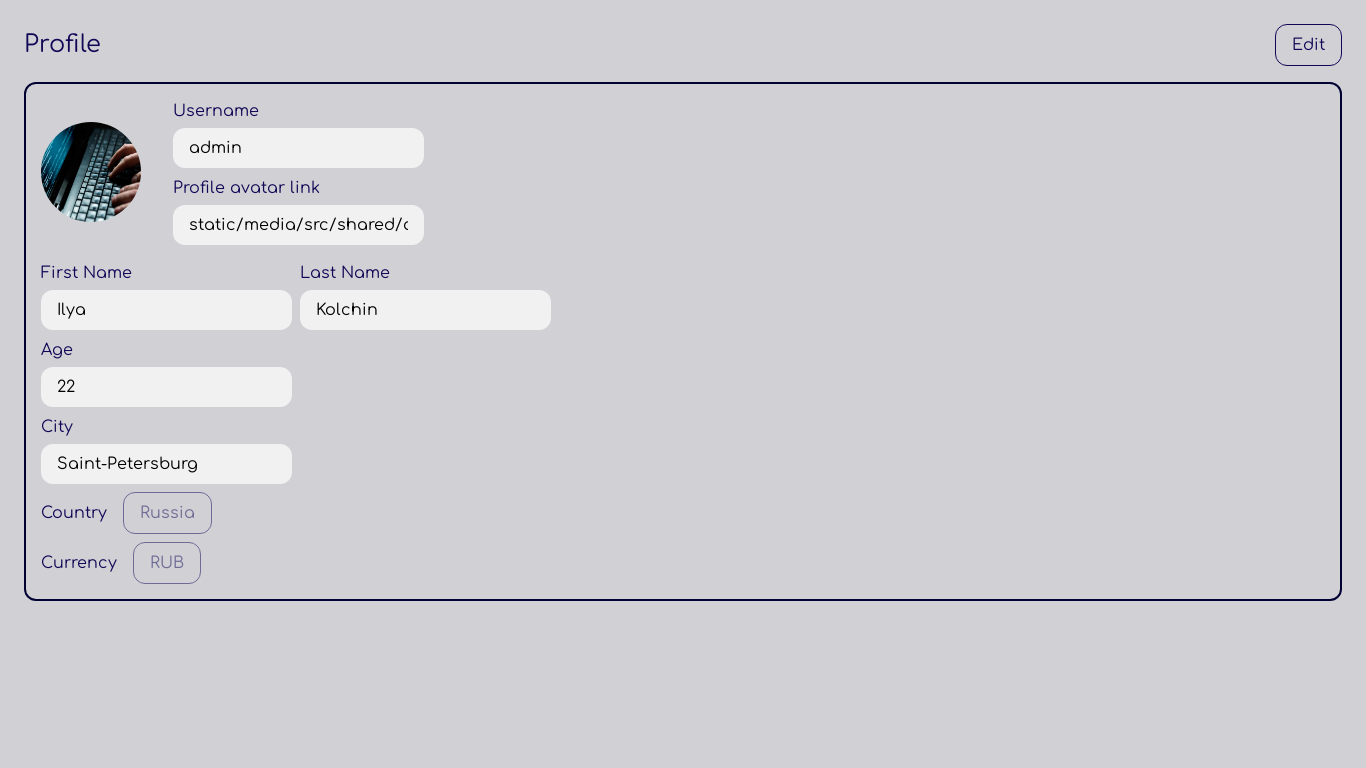 Profile
Edit
Username
admin
Profile avatar link
static/media/src/shared/
First Name
Last Name
Ilya
Kolchin
Age
22
City
Saint-Petersburg
Country
Russia
Currency
RUB